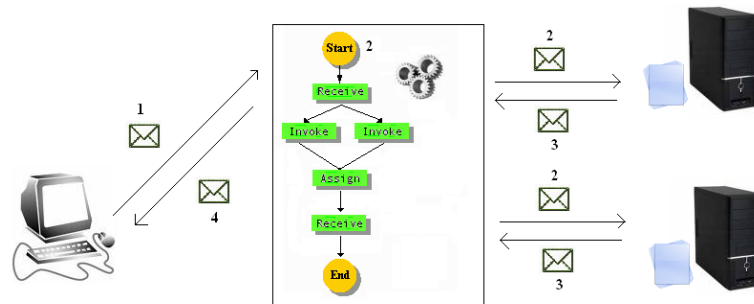 1
4
Start 2
Receive
Invoke Invoke
Assign
Receive
End
2
3
2
3